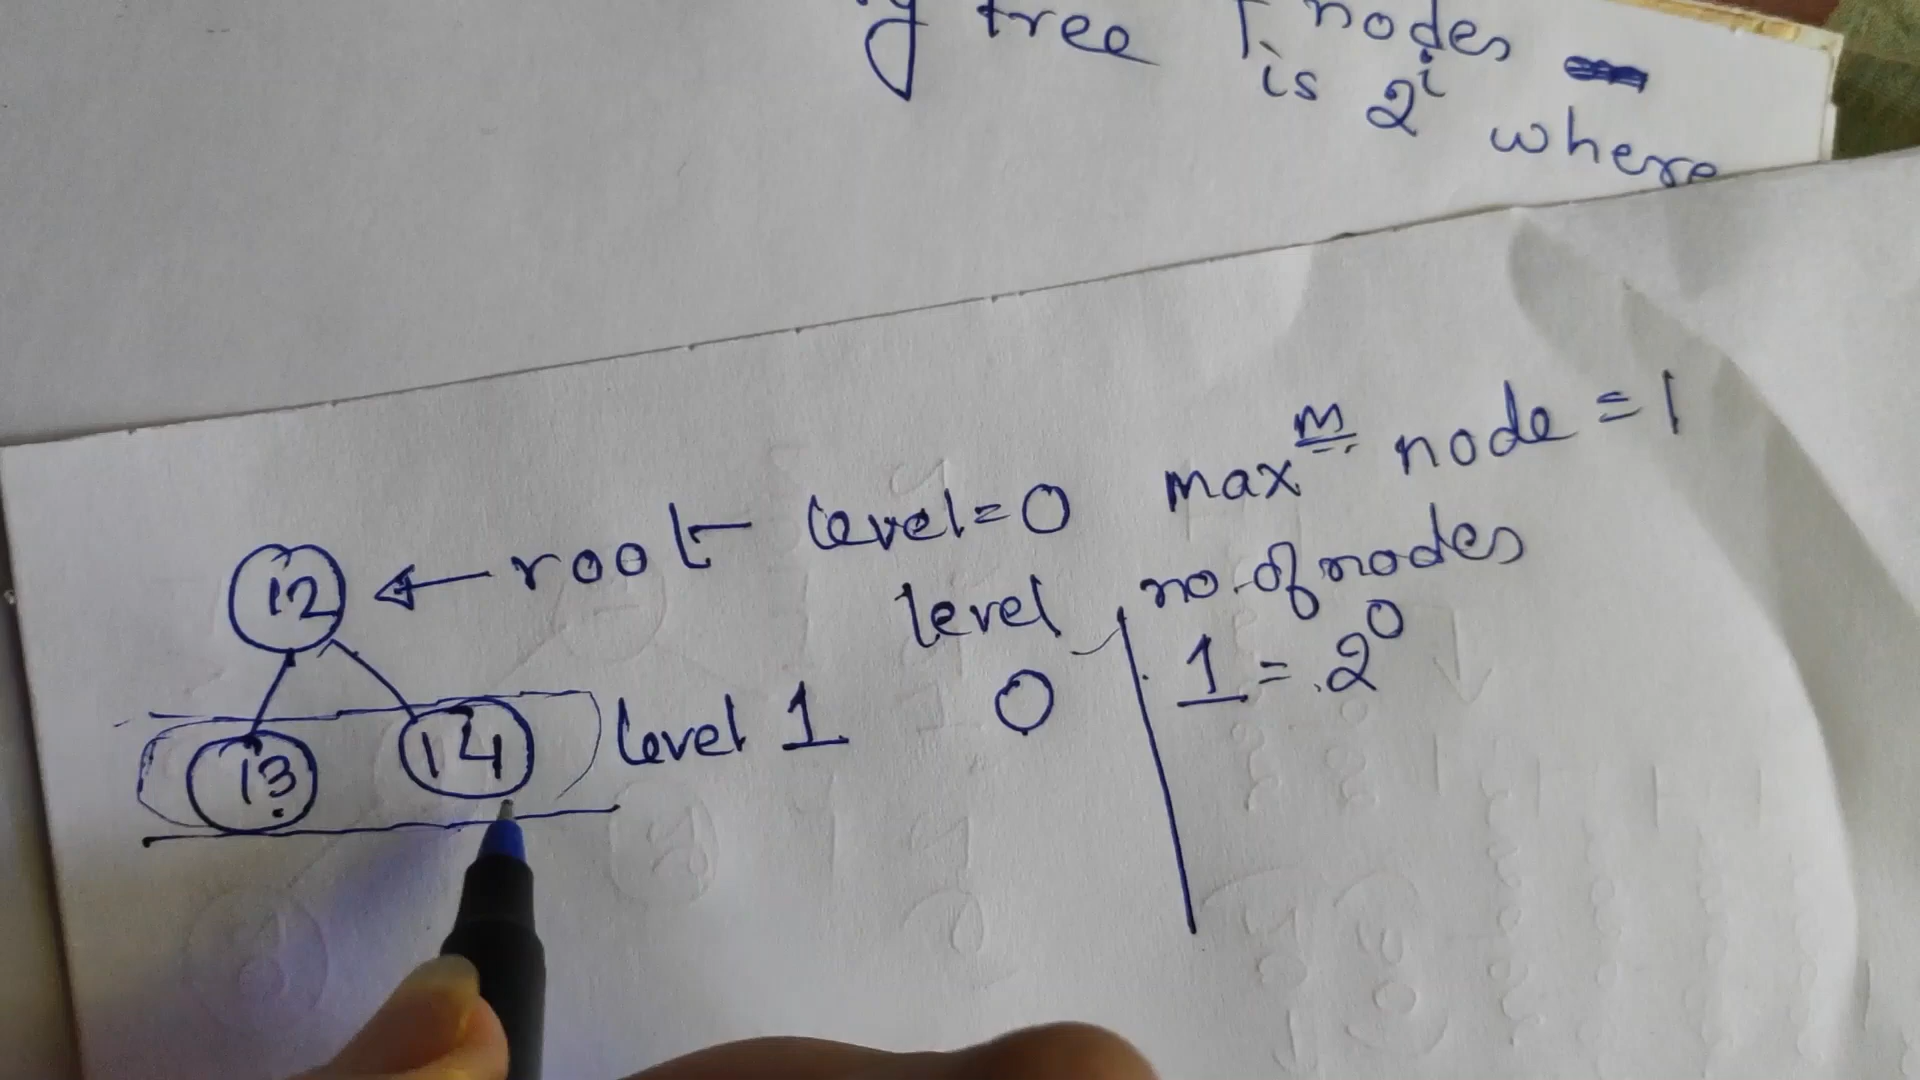 tree T nodes
is 2^i where
max^m node = 1
12 ← root level=0
level no. of nodes
0 1 = 2^0
13 14 level 1